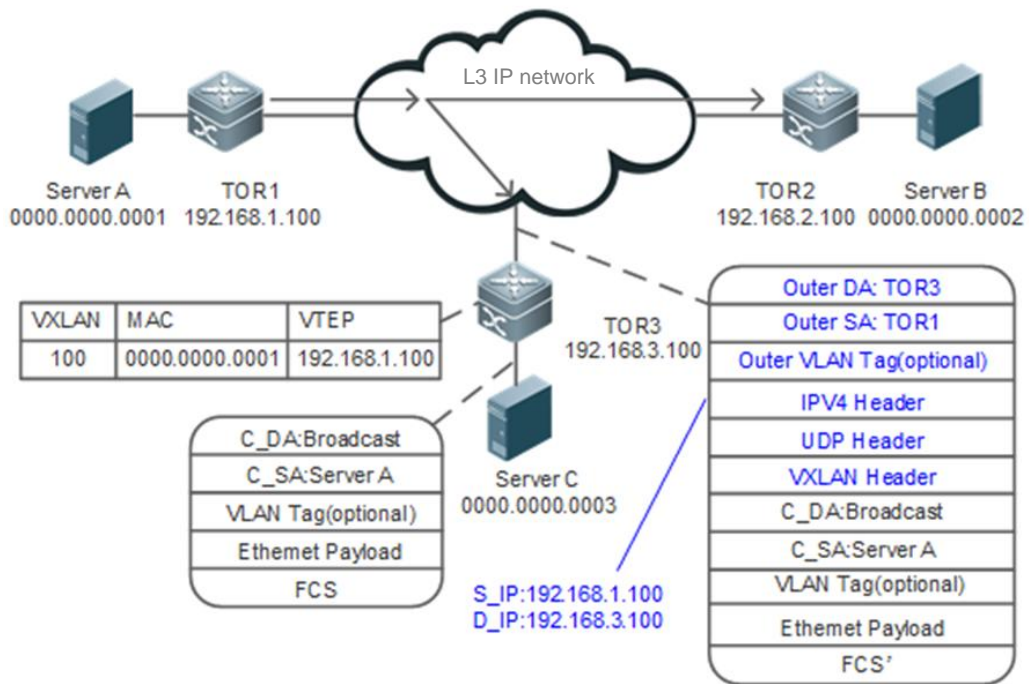 L3 IP network
Server A
0000.0000.0001
TOR1
192.168.1.100
TOR2
192.168.2.100
Server B
0000.0000.0002
VXLAN MAC VTEP
100 0000.0000.0001 192.168.1.100
TOR3
192.168.3.100
Server C
0000.0000.0003
C_DA:Broadcast
C_SA:Server A
VLAN Tag(optional)
Ethernet Payload
FCS
S_IP:192.168.1.100
D_IP:192.168.3.100
Outer DA: TOR3
Outer SA: TOR1
Outer VLAN Tag(optional)
IPV4 Header
UDP Header
VXLAN Header
C_DA:Broadcast
C_SA:Server A
VLAN Tag(optional)
Ethernet Payload
FCS'